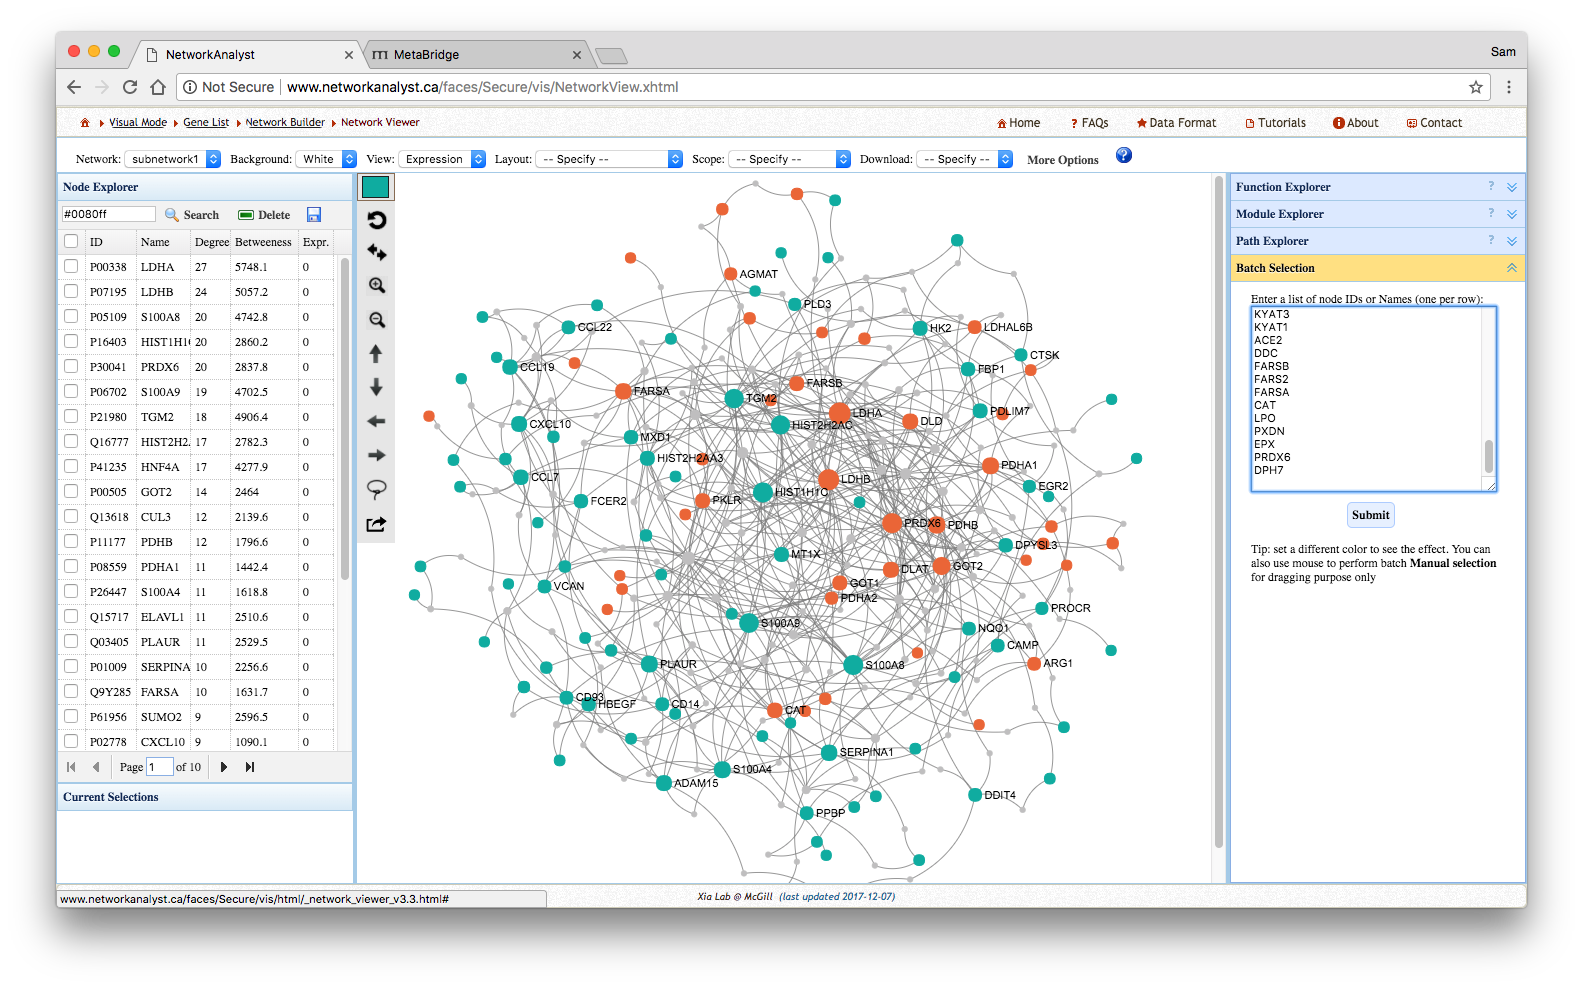 NetworkAnalyst
MetaBridge
Sam
Not Secure
www.networkanalyst.ca/faces/Secure/vis/NetworkView.xhtml
Visual Mode
Gene List
Network Builder
Network Viewer
Home
? FAQs
Data Format
Tutorials
About
Contact
Network: subnetwork1
Background: White
View: Expression
Layout: -- Specify --
Scope: -- Specify --
Download: -- Specify --
More Options
?
Node Explorer
#0080ff
Search
Delete
ID Name Degree Betweeness Expr.
P00338 LDHA 27 5748.1 0
P07195 LDHB 24 5057.2 0
P05109 S100A8 20 4742.8 0
P16403 HIST1H1( 20 2860.2 0
P30041 PRDX6 20 2837.8 0
P06702 S100A9 19 4702.5 0
P21980 TGM2 18 4906.4 0
Q16777 HIST2H2. 17 2782.3 0
P41235 HNF4A 17 4277.9 0
P00505 GOT2 14 2464 0
Q13618 CUL3 12 2139.6 0
P11177 PDHB 12 1796.6 0
P08559 PDHA1 11 1442.4 0
P26447 S100A4 11 1618.8 0
Q15717 ELAVL1 11 2510.6 0
Q03405 PLAUR 11 2529.5 0
P01009 SERPINA 10 2256.6 0
Q9Y285 FARSA 10 1631.7 0
P61956 SUMO2 9 2596.5 0
P02778 CXCL10 9 1090.1 0
Page 1 of 10
Current Selections
AGMAT
PLD3
CCL22
HK2
LDHAL6B
CTSK
CCL19
FBP1
FARSA
FARSB
TGM2
LDHA
PDLIM7
CXCL10
HIST2H2AC
DLD
MXD1
HIST2H2AA3
PDHA1
CCL7
LDHB
EGR2
HIST1H1C
FCER2
PKLR
PRDX6
PDHB
DPYSL3
MT1X
DLAT
GOT2
VCAN
GOT1
PDHA2
PROCR
S100A9
NQO1
CAMP
PLAUR
S100A8
ARG1
CD93
HBEGF
CD14
CAT
SERPINA1
S100A4
ADAM15
DDIT4
PPBP
Function Explorer ?
Module Explorer ?
Path Explorer ?
Batch Selection
Enter a list of node IDs or Names (one per row):
KYAT3
KYAT1
ACE2
DDC
FARSB
FARS2
FARSA
CAT
LPO
PXDN
EPX
PRDX6
DPH7
Submit
Tip: set a different color to see the effect. You can
also use mouse to perform batch Manual selection
for dragging purpose only
www.networkanalyst.ca/faces/Secure/vis/html/_network_viewer_v3.3.html#
Xia Lab @ McGill (last updated 2017-12-07)